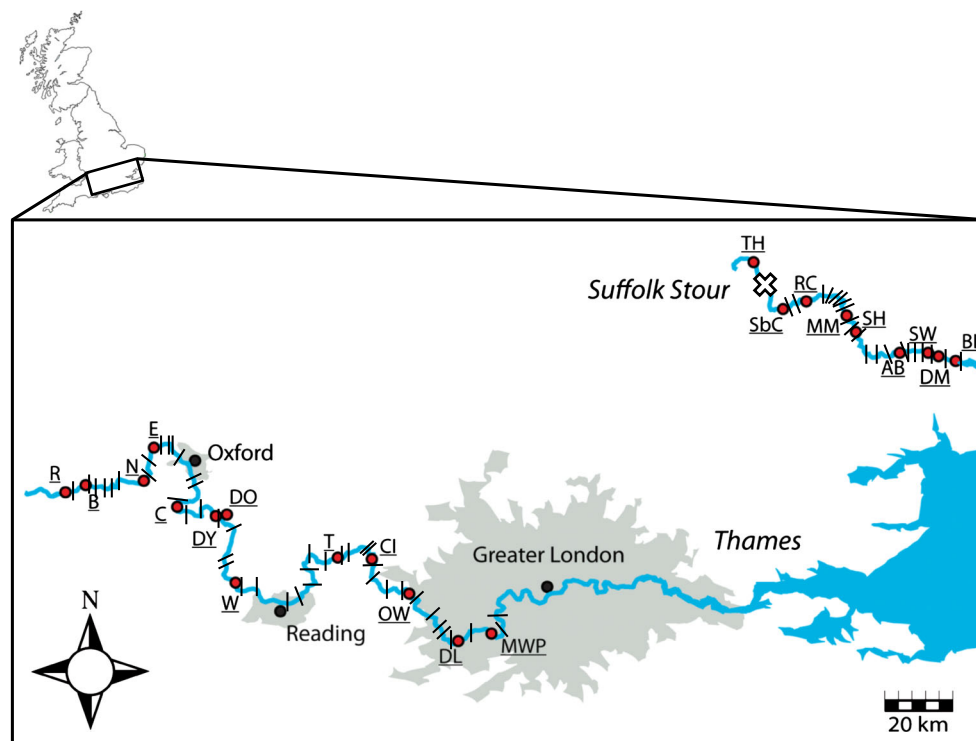 TH
Suffolk Stour
RC
SbC
MM
SH
SW
AB
DM
E
Oxford
R
N
B
C
DO
DY
T
CI
Greater London
Thames
W
OW
Reading
DL
MWP
N
20 km